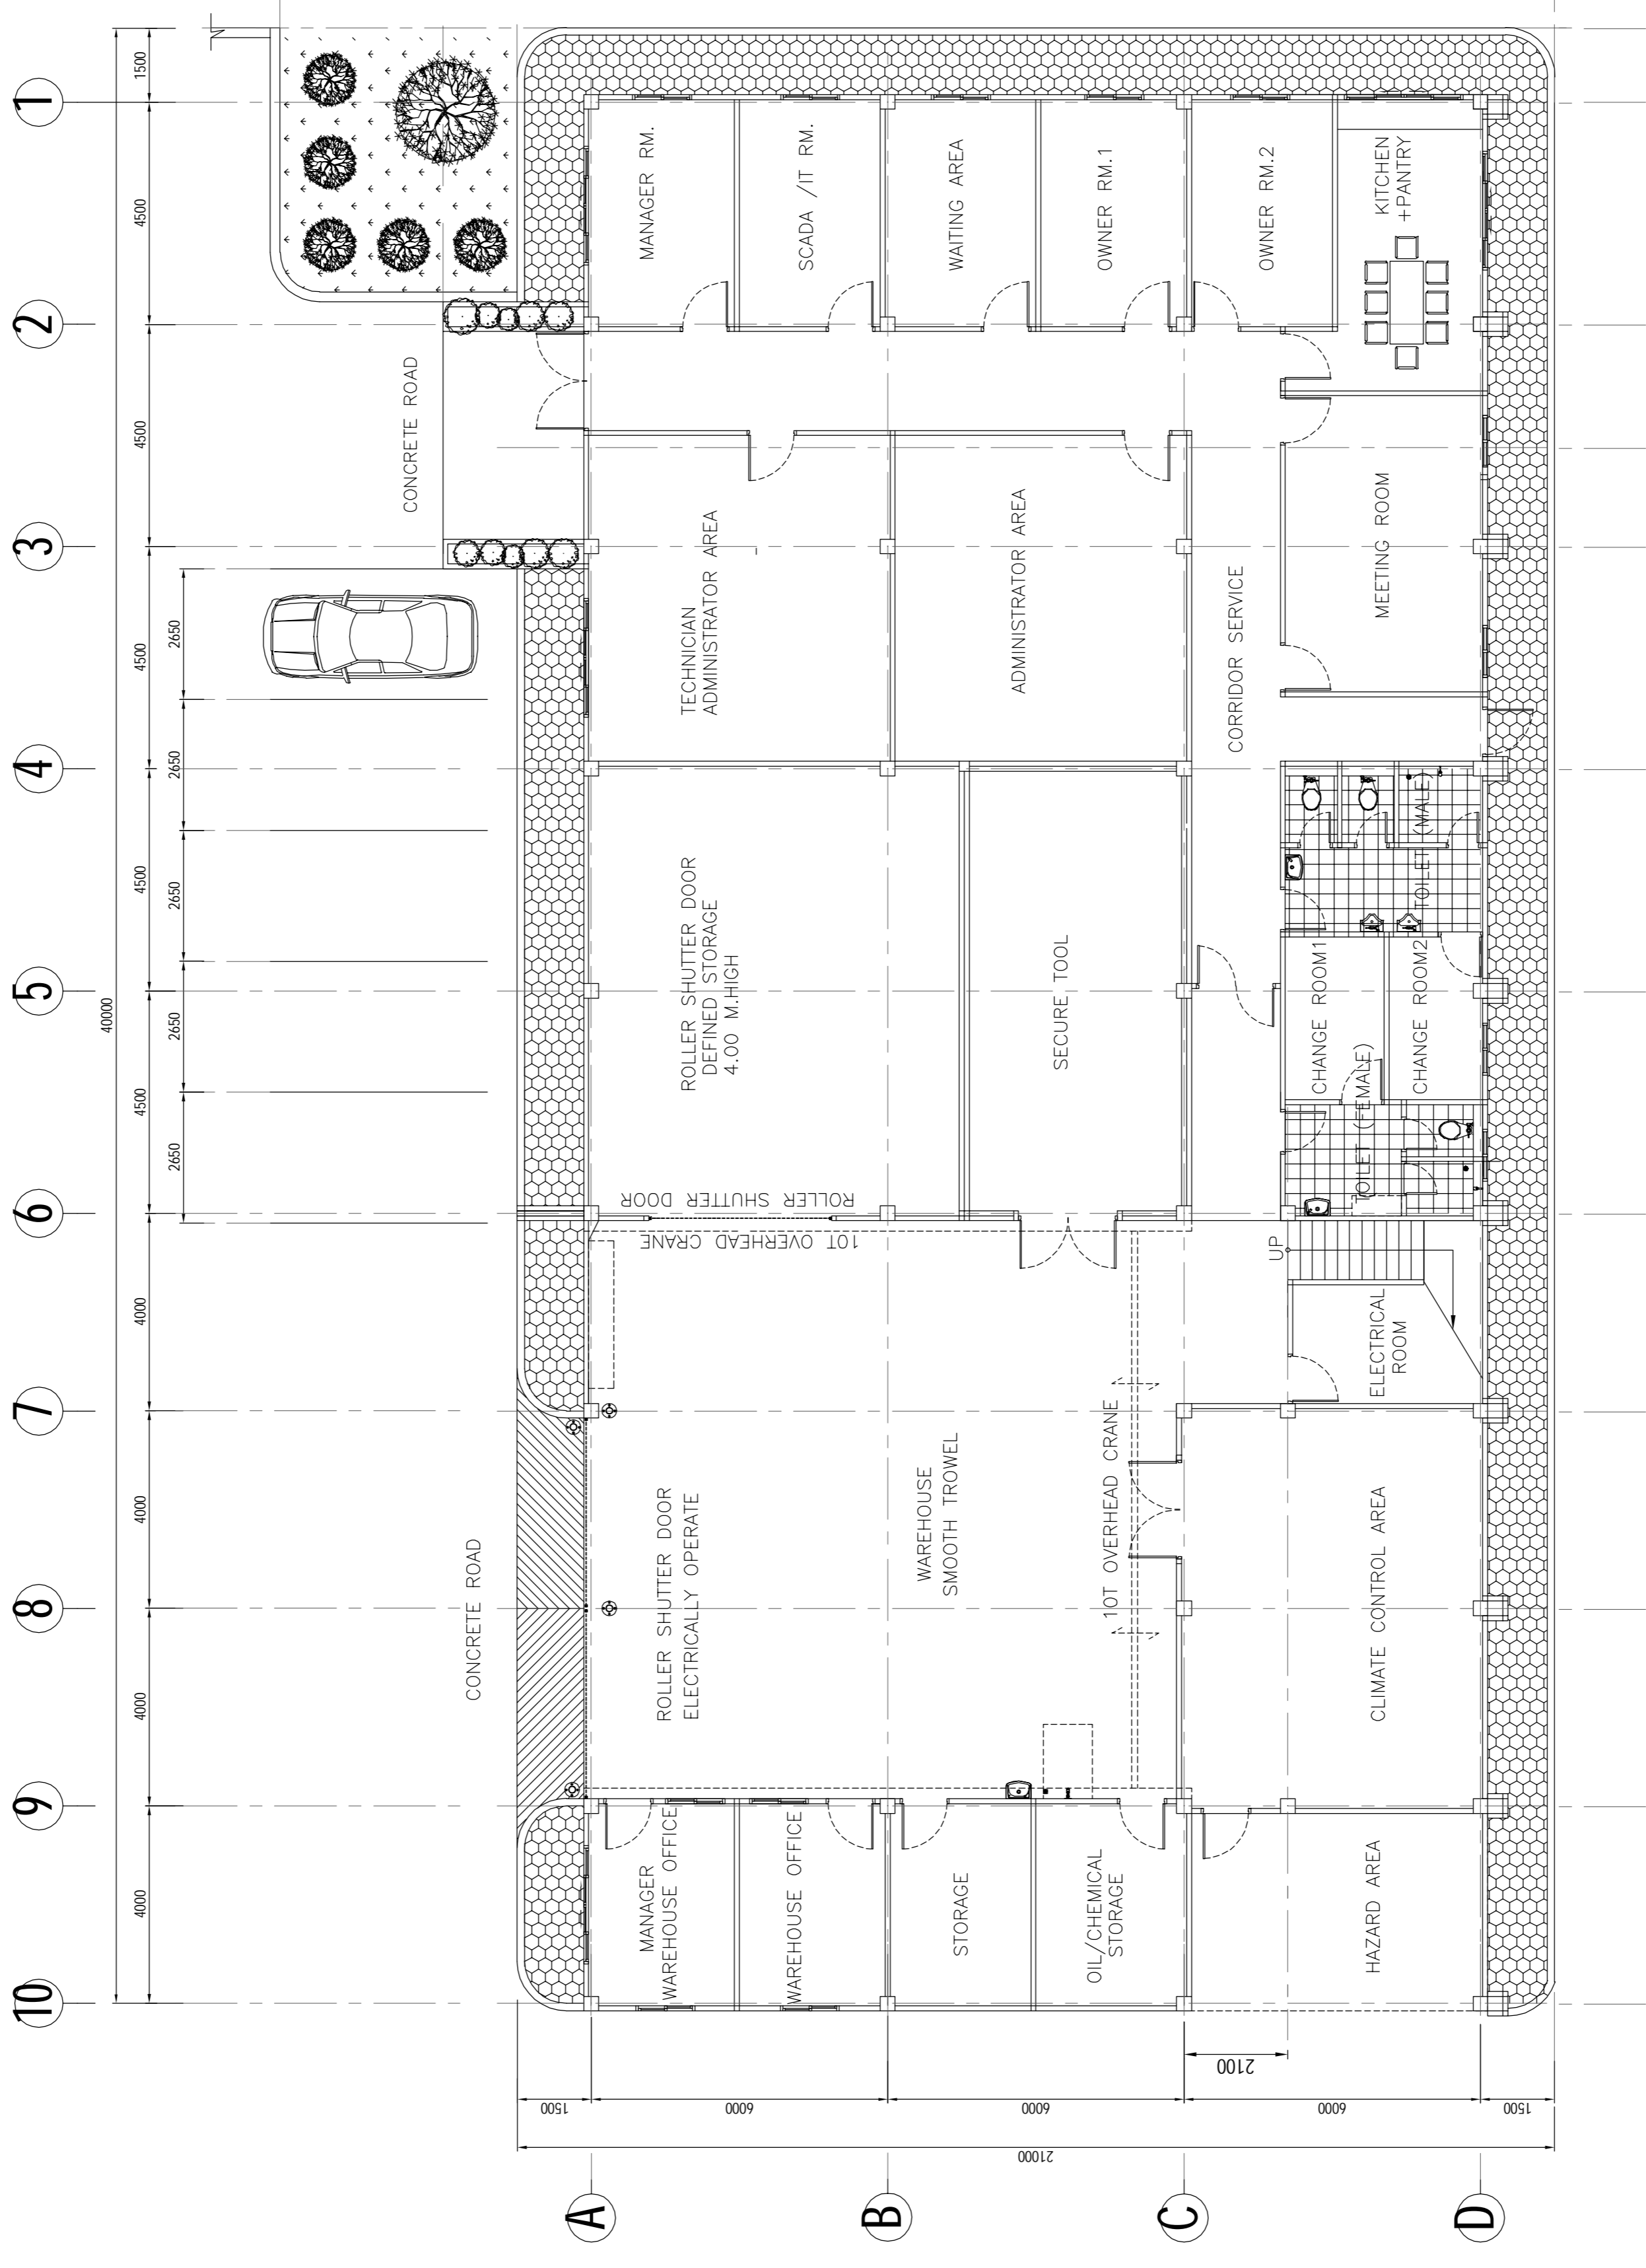 10
9
8
7
6
5
4
3
2
1
40000
4000
4000
4000
4000
4500
4500
4500
4500
4500
1500
2650
2650
2650
2650
2650
CONCRETE ROAD
CONCRETE ROAD
MANAGER
WAREHOUSE OFFICE
WAREHOUSE OFFICE
STORAGE
OIL/CHEMICAL
STORAGE
HAZARD AREA
ROLLER SHUTTER DOOR
ELECTRICALLY OPERATE
WAREHOUSE
SMOOTH TROWEL
10T OVERHEAD CRANE
CLIMATE CONTROL AREA
ELECTRICAL
ROOM
UP
10T OVERHEAD CRANE
ROLLER SHUTTER DOOR
ROLLER SHUTTER DOOR
DEFINED STORAGE
4.00 M.HIGH
SECURE TOOL
TOILET (FEMALE)
CHANGE ROOM1
CHANGE ROOM2
TOILET (MALE)
CORRIDOR SERVICE
TECHNICIAN
ADMINISTRATOR AREA
ADMINISTRATOR AREA
MEETING ROOM
MANAGER RM.
SCADA /IT RM.
WAITING AREA
OWNER RM.1
OWNER RM.2
KITCHEN
+PANTRY
1500
6000
6000
6000
1500
2100
21000
A
B
C
D